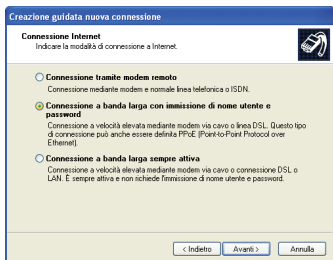 Creazione guidata nuova connessione
Connessione Internet
Indicare la modalità di connessione a Internet.
Connessione tramite modem remoto
Connessione mediante modem e normale linea telefonica o ISDN.
Connessione a banda larga con immissione di nome utente e
password
Connessione a velocità elevata mediante modem via cavo o linea DSL. Questo tipo
di connessione può anche essere definita PPoE (Point-to-Point Protocol over
Ethernet).
Connessione a banda larga sempre attiva
Connessione a velocità elevata mediante modem via cavo o connessione DSL o
LAN. È sempre attiva e non richiede l'immissione di nome utente e password.
< Indietro
Avanti >
Annulla